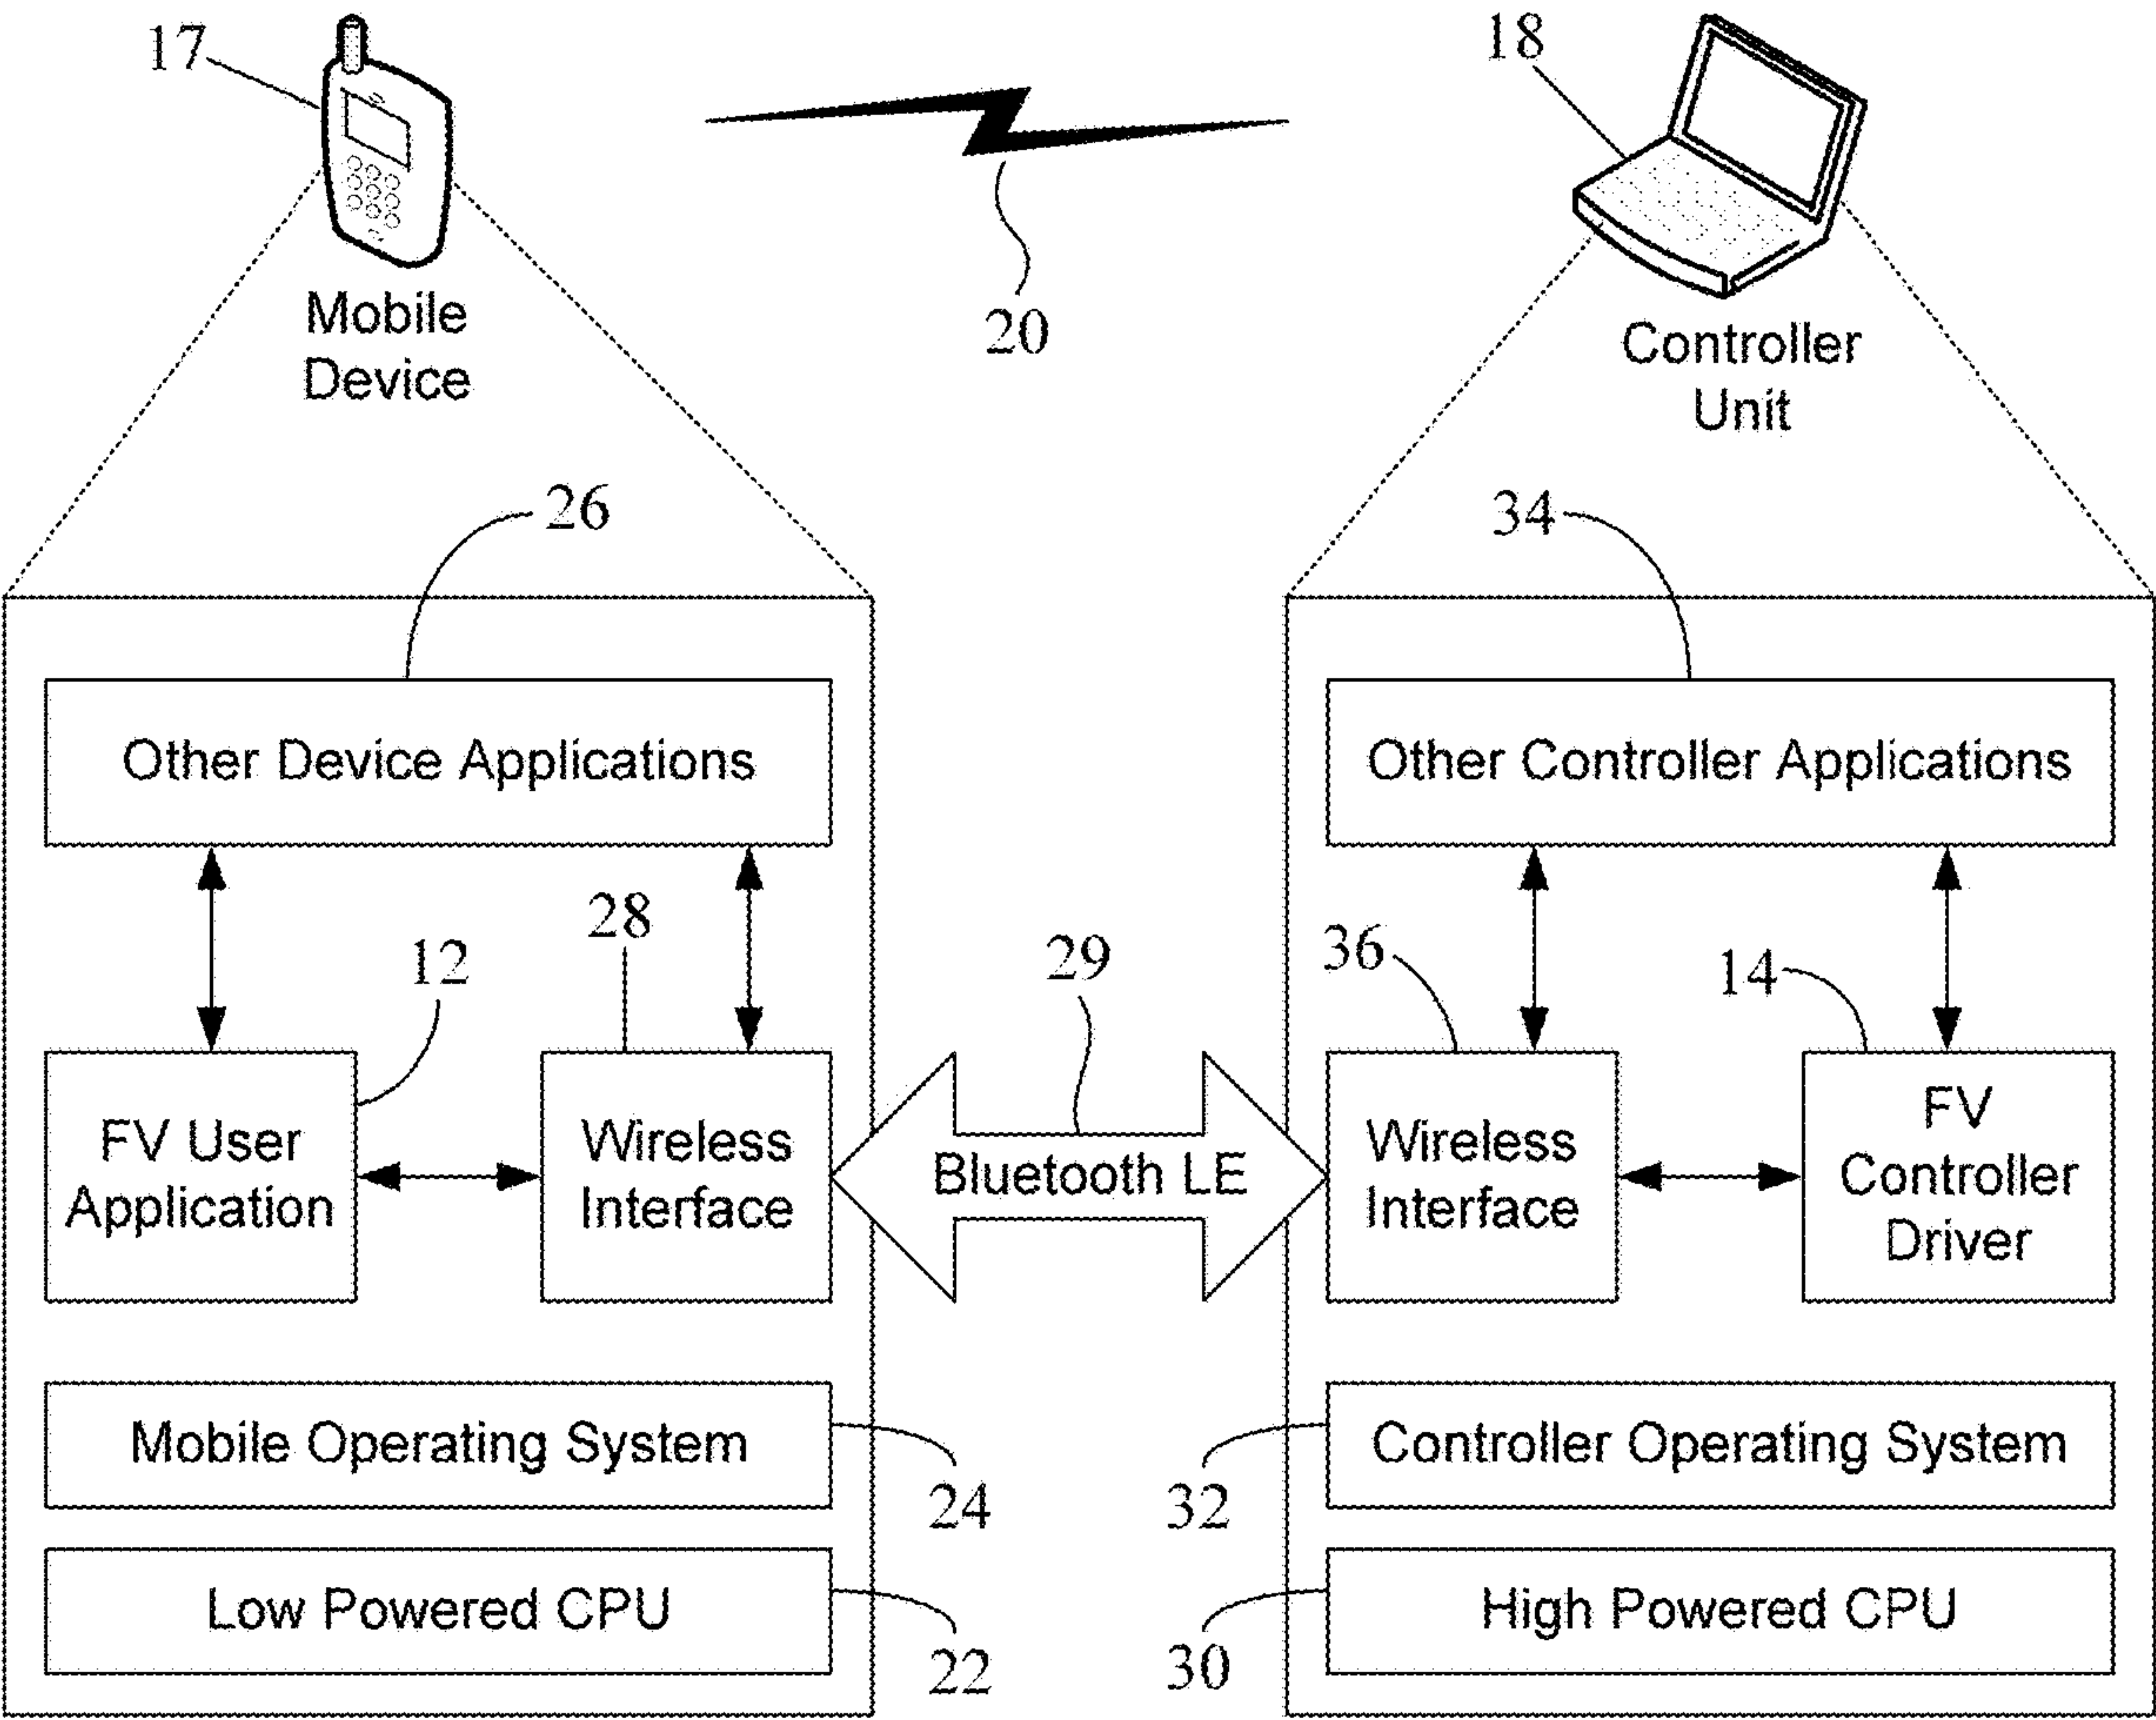 17
18
20
Mobile
Device
Controller
Unit
26
34
Other Device Applications
Other Controller Applications
28
12
29
36
14
FV User
Application
Wireless
Interface
Bluetooth LE
Wireless
Interface
FV
Controller
Driver
Mobile Operating System
Controller Operating System
24
32
Low Powered CPU
High Powered CPU
22
30